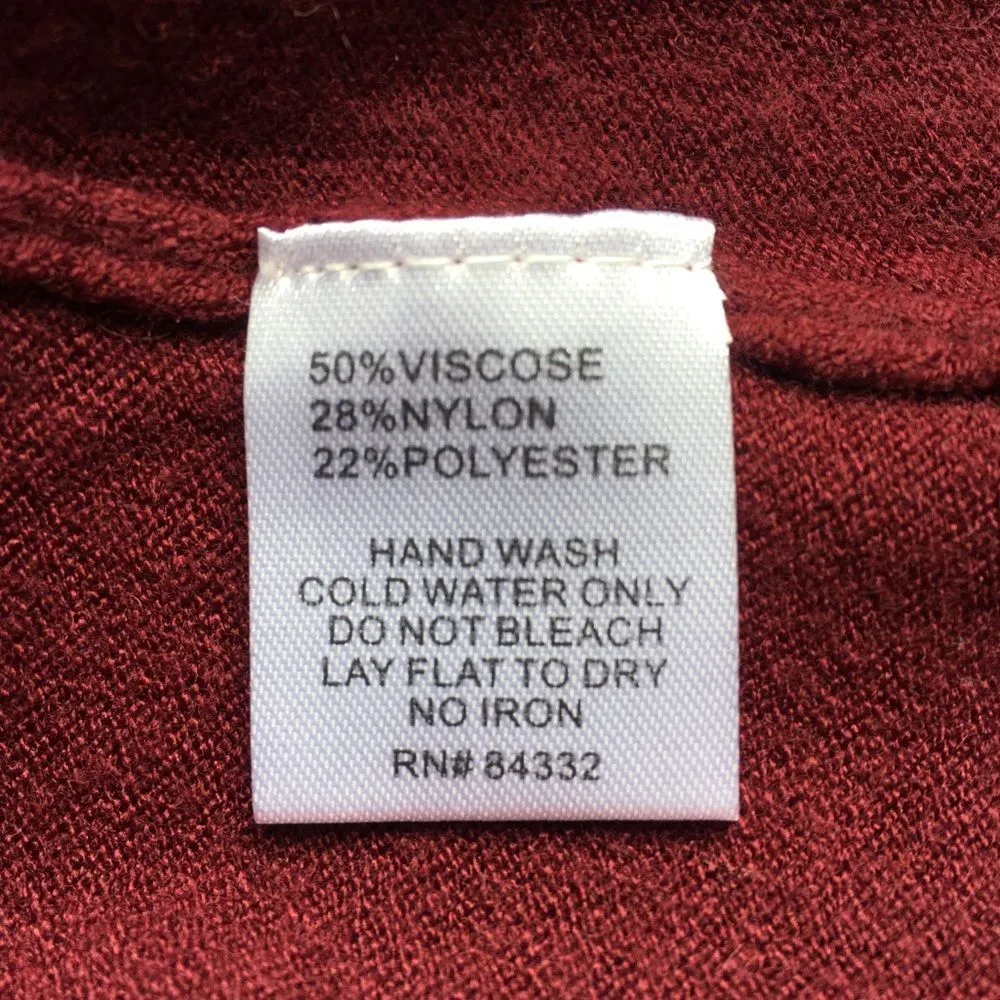 50%VISCOSE
28%NYLON
22%POLYESTER
HAND WASH
COLD WATER ONLY
DO NOT BLEACH
LAY FLAT TO DRY
NO IRON
RN# 84332